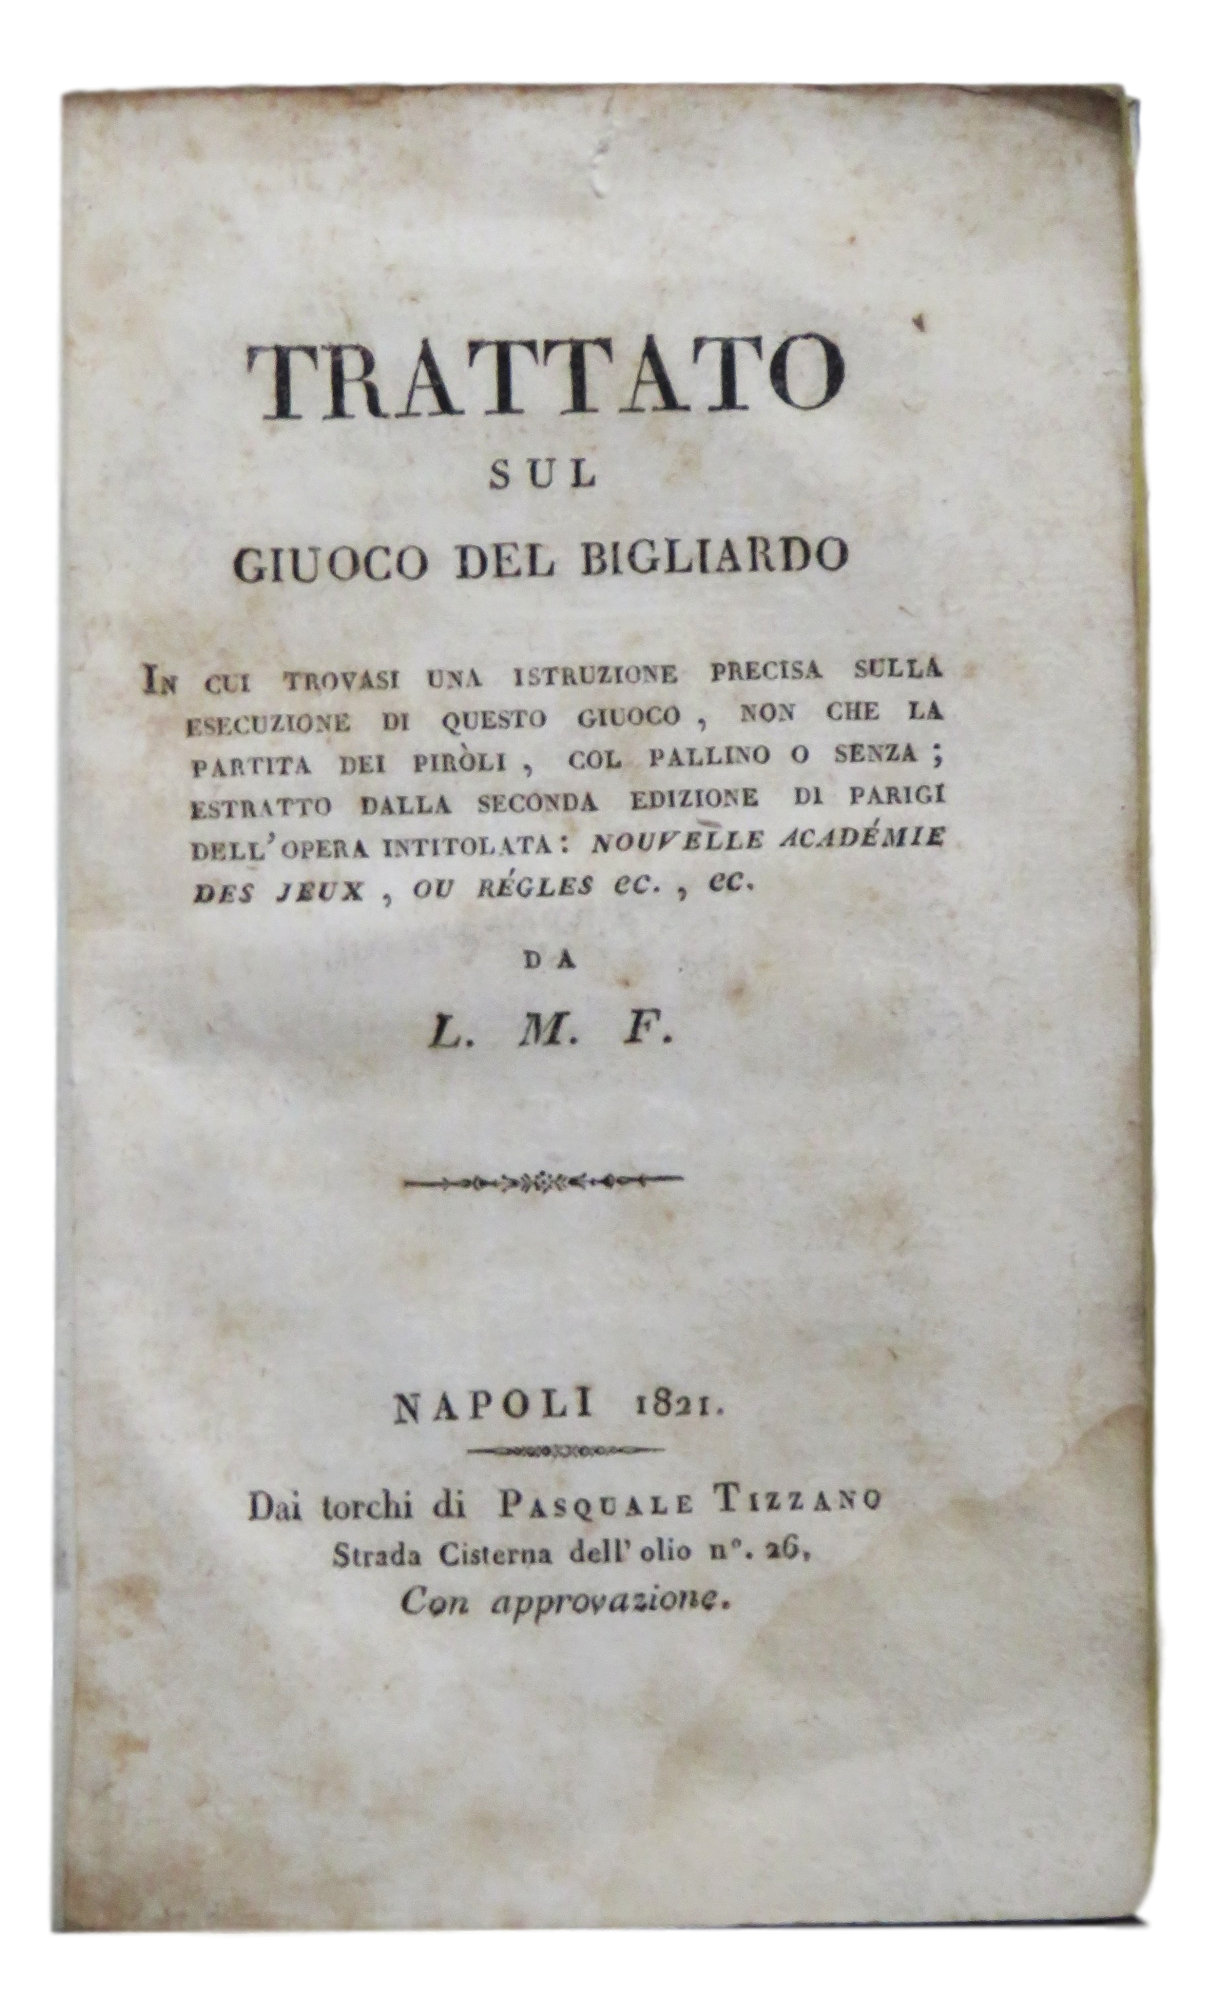 TRATTATO
SUL
GIUOCO DEL BIGLIARDO
IN CUI TROVASI UNA ISTRUZIONE PRECISA SULLA
ESECUZIONE DI QUESTO GIUOCO , NON CHE LA
PARTITA DEI PIRÒLI , COL PALLINO O SENZA ;
ESTRATTO DALLA SECONDA EDIZIONE DI PARIGI
DELL'OPERA INTITOLATA: NOUVELLE ACADÉMIE
DES JEUX , OU RÉGLES ec. , ec.
DA
L. M. F.
NAPOLI 1821.
Dai torchi di PASQUALE TIZZANO
Strada Cisterna dell' olio n°. 26,
Con approvazione.